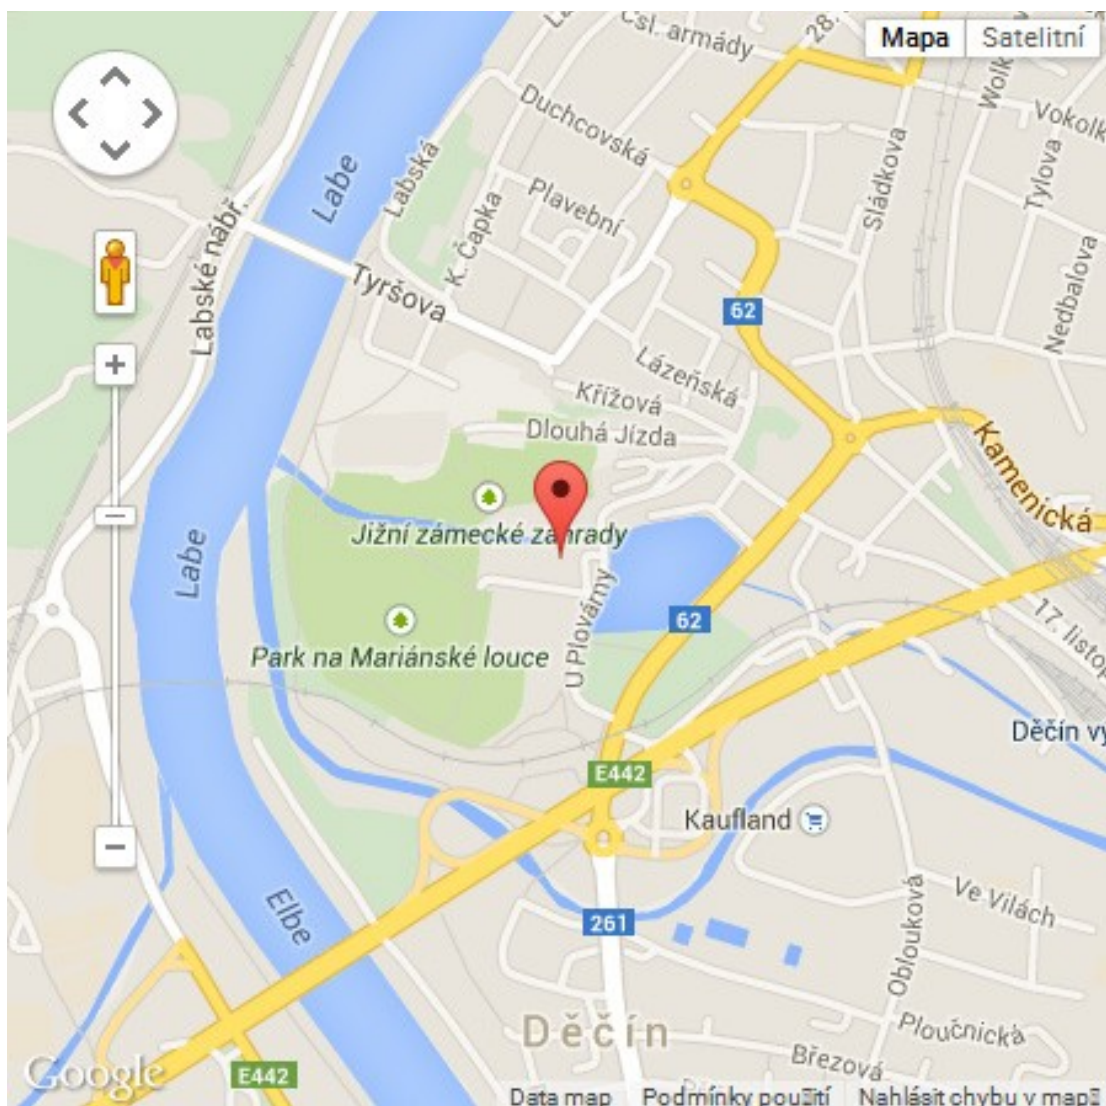 Csl. armády
28.
Mapa
Satelitní
Duchcovská
Vokolk
Labe
Labská
Sládkova
Tylova
Plavební
Labské nábř.
K. Čapka
Tyršova
Nedbalova
62
Lázeňská
Křížová
Dlouhá Jízda
Kamenická
Jižní zámecké zahrady
Labe
U Plovárny
62
17. listop
Park na Mariánské louce
Děčín vý
E442
Kaufland
Elbe
261
Ve Vilách
Oblouková
Děčín
Ploučnická
Březová
Google
E442
Data map
Podmínky použití
Nahlásit chybu v mapě